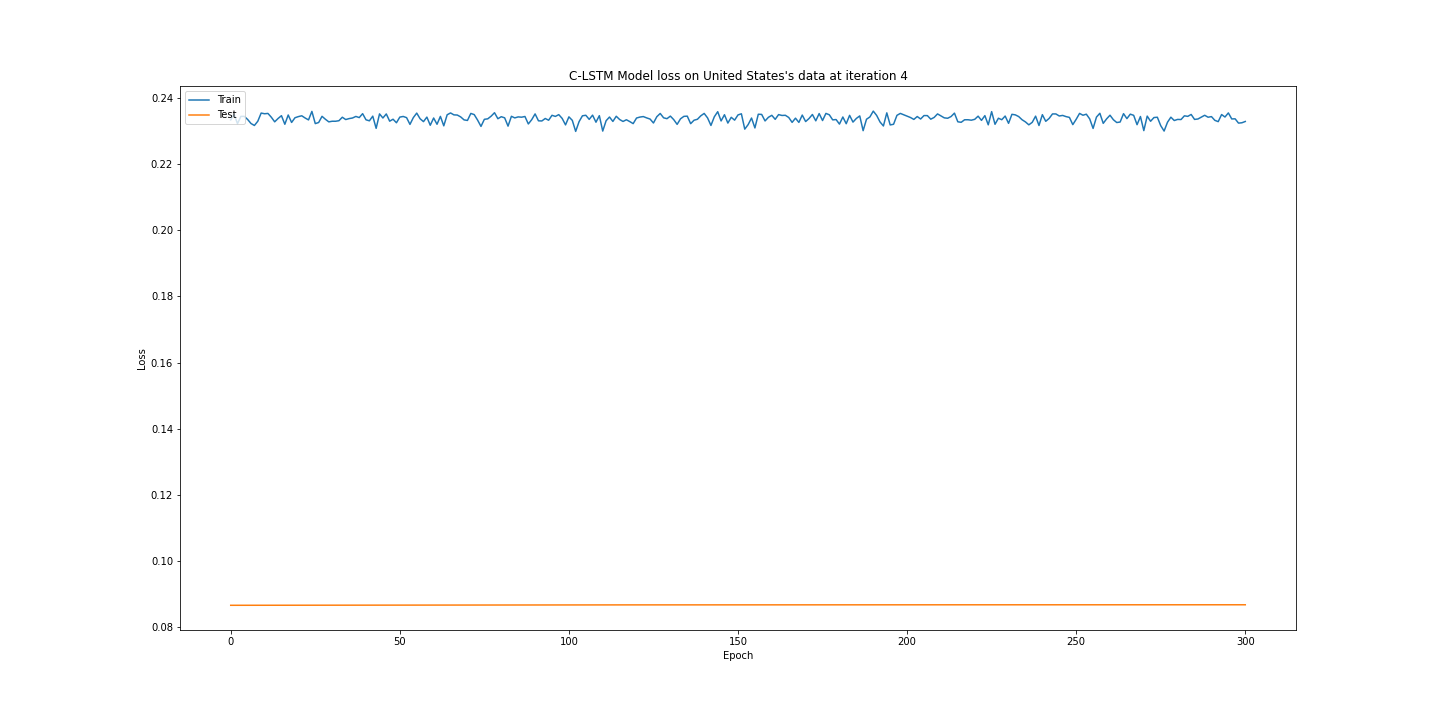 C-LSTM Model loss on United States's data at iteration 4
Train
Test
0.24
0.22
0.20
0.18
0.16
0.14
0.12
0.10
0.08
Loss
0 50 100 150 200 250 300
Epoch